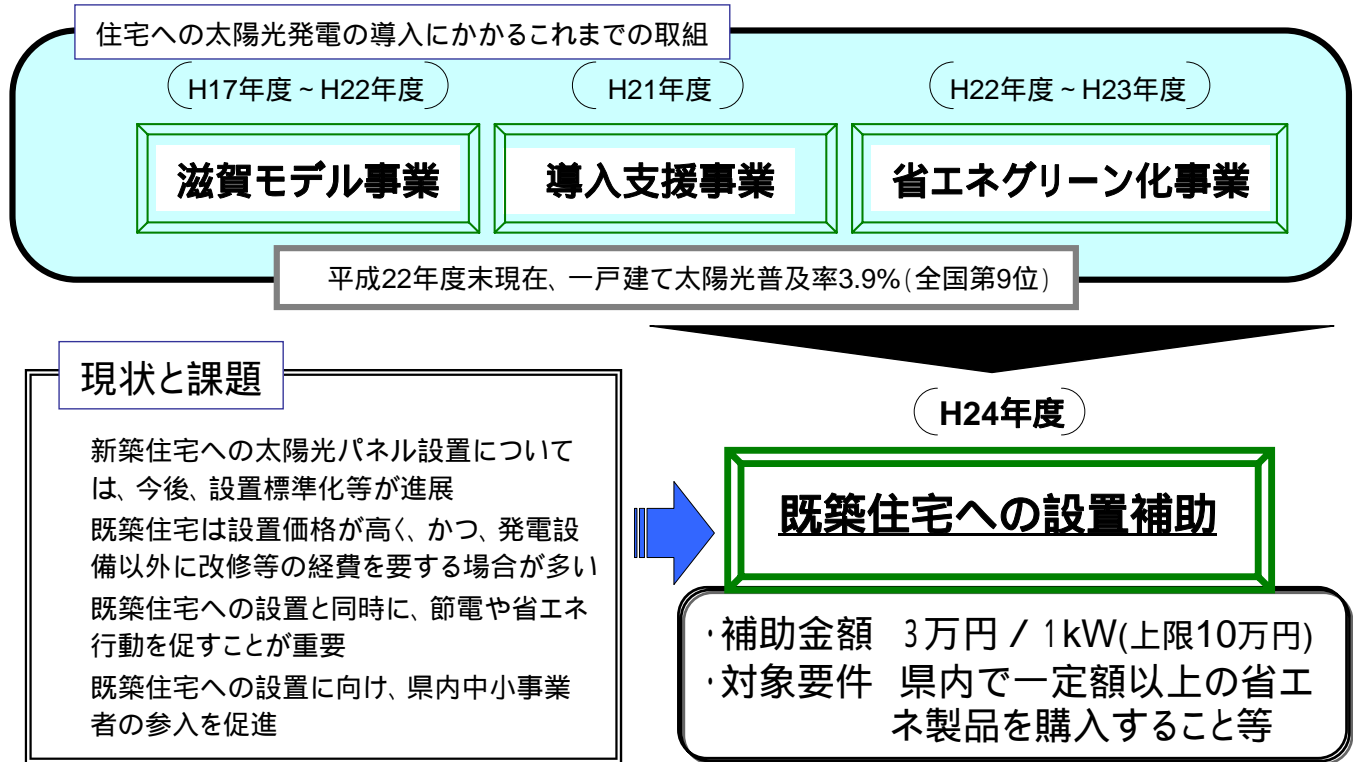 住宅への太陽光発電の導入にかかるこれまでの取組
(H17年度~H22年度)
(H21年度)
(H22年度~H23年度)
滋賀モデル事業
導入支援事業
省エネグリーン化事業
平成22年度末現在、一戸建て太陽光普及率3.9%(全国第9位)
現状と課題
新築住宅への太陽光パネル設置について
は、今後、設置標準化等が進展
既築住宅は設置価格が高く、かつ、発電設
備以外に改修等の経費を要する場合が多い
既築住宅への設置と同時に、節電や省エネ
行動を促すことが重要
既築住宅への設置に向け、県内中小事業
者の参入を促進
(H24年度)
既築住宅への設置補助
・補助金額 3万円/1kW(上限10万円)
・対象要件 県内で一定額以上の省エ
ネ製品を購入すること等